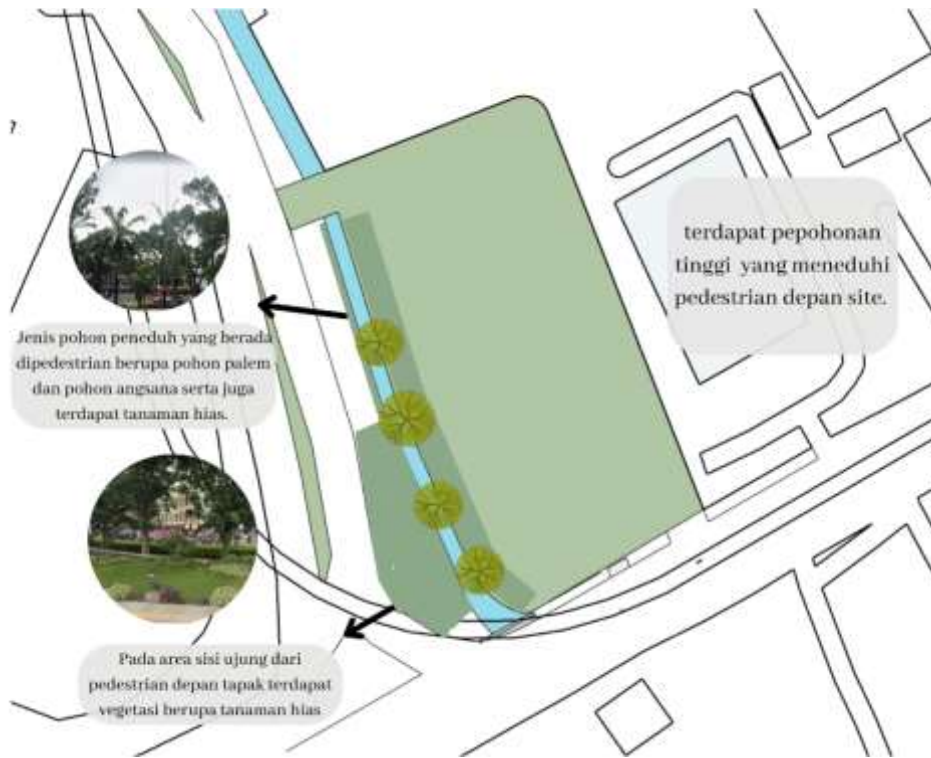 Jenis pohon peneduh yang berada
dipedestrian berupa pohon palem
dan pohon angsana serta juga
terdapat tanaman hias.
Pada area sisi ujung dari
pedestrian depan tapak terdapat
vegetasi berupa tanaman hias
terdapat pepohonan
tinggi yang meneduhi
pedestrian depan site.